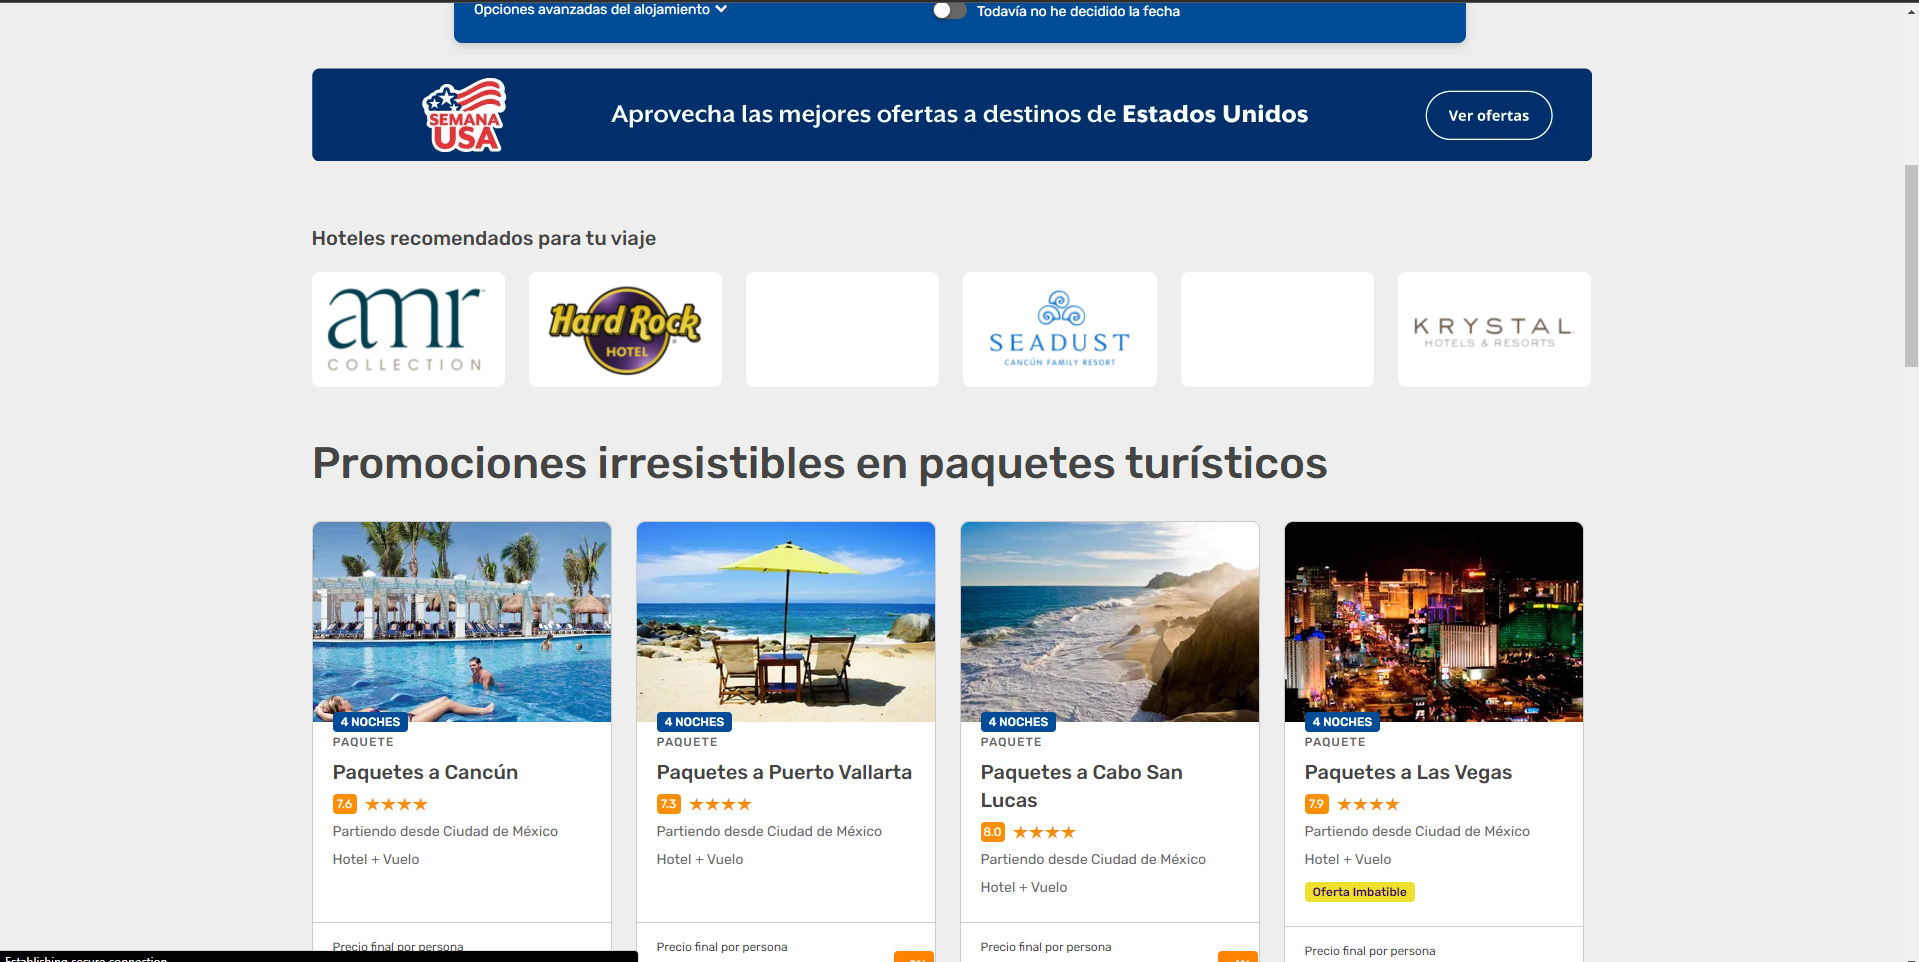 Opciones avanzadas del alojamiento
Todavía no he decidido la fecha
SEMANA
USA
Aprovecha las mejores ofertas a destinos de Estados Unidos
Ver ofertas
Hoteles recomendados para tu viaje
amr
COLLECTION
Hard Rock
HOTEL
SEADUST
CANCÚN FAMILY RESORT
KRYSTAL
HOTELS & RESORTS
Promociones irresistibles en paquetes turísticos
4 NOCHES
PAQUETE
Paquetes a Cancún
7.6
Partiendo desde Ciudad de México
Hotel + Vuelo
Precio final por persona
4 NOCHES
PAQUETE
Paquetes a Puerto Vallarta
7.3
Partiendo desde Ciudad de México
Hotel + Vuelo
Precio final por persona
4 NOCHES
PAQUETE
Paquetes a Cabo San
Lucas
8.0
Partiendo desde Ciudad de México
Hotel + Vuelo
Precio final por persona
4 NOCHES
PAQUETE
Paquetes a Las Vegas
7.9
Partiendo desde Ciudad de México
Hotel + Vuelo
Oferta Imbatible
Precio final por persona
Establishing secure connection